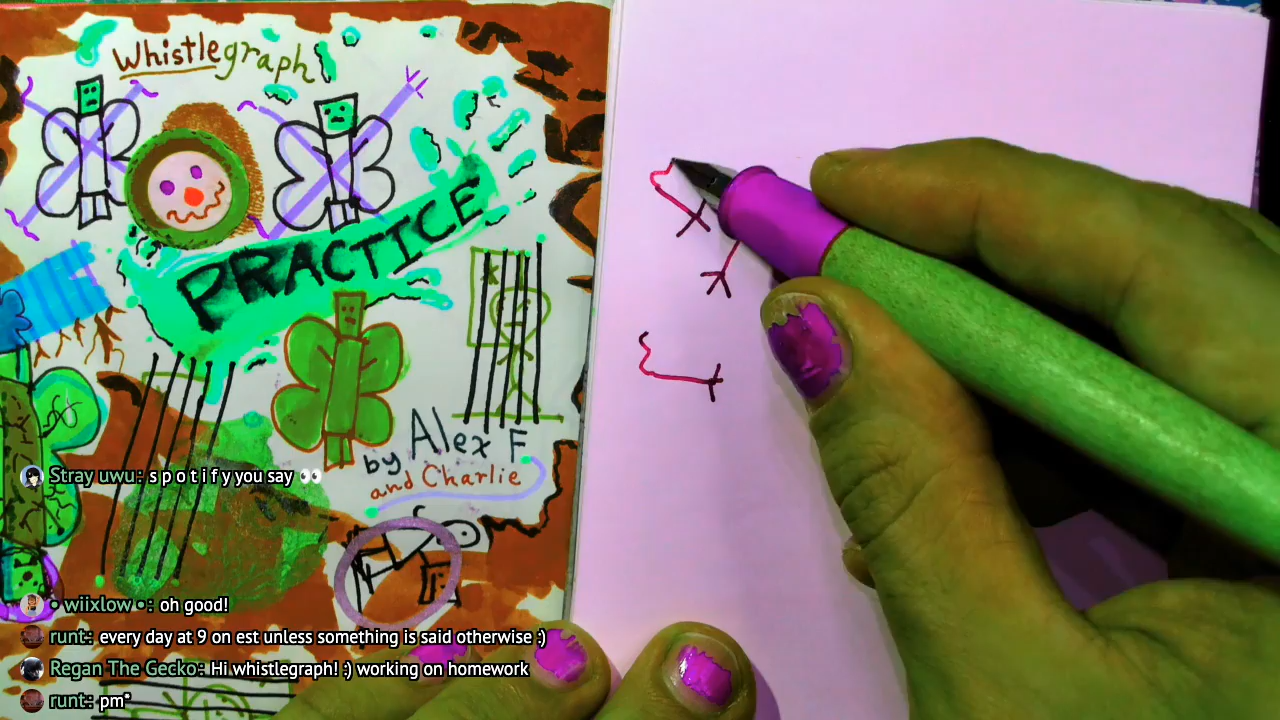 Whistlegraph
PRACTICE
by Alex F
and Charlie
Stray uwu: s p o t i f y you say 👀
• wiixlow •: oh good!
runt: every day at 9 on est unless something is said otherwise :)
Regan The Gecko: Hi whistlegraph! :) working on homework
runt: pm*